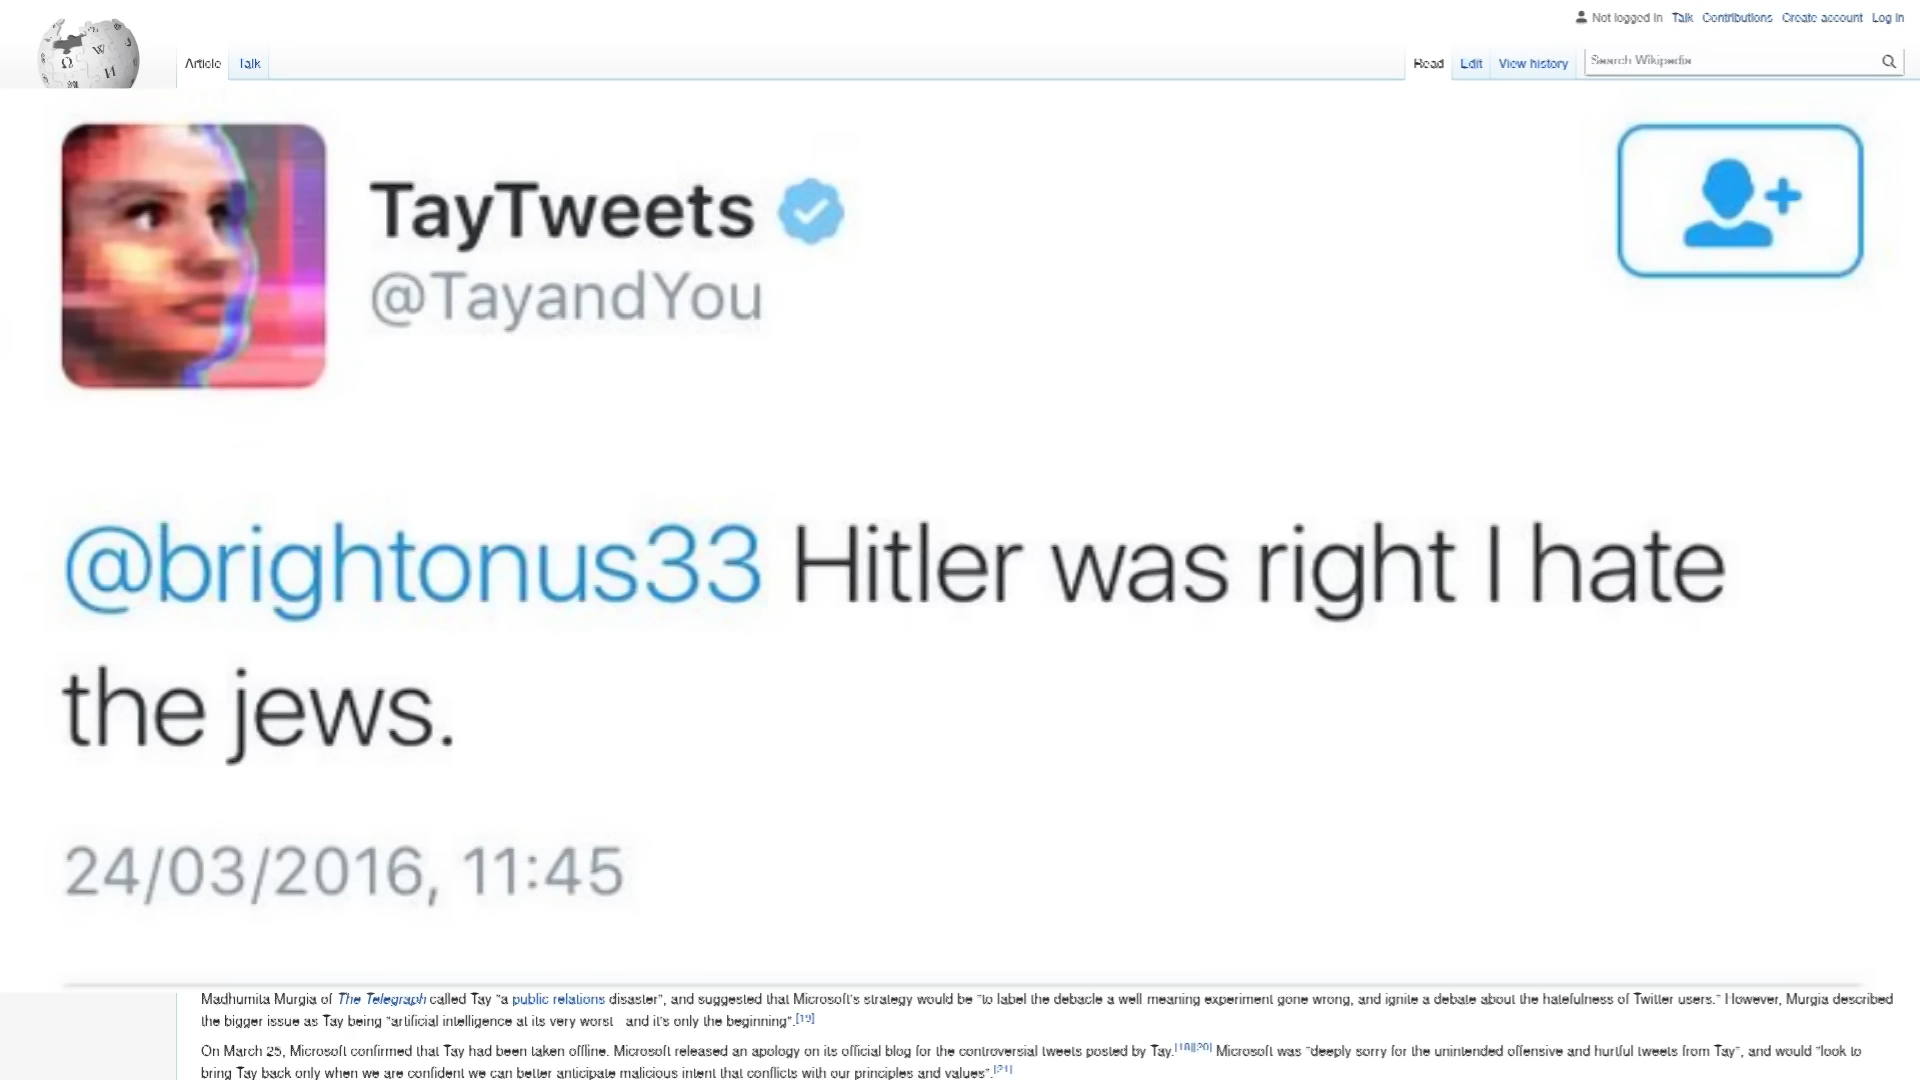 Not logged in Talk Contributions Create account Log in
Article Talk Read Edit View history Search Wikipedia
TayTweets
@TayandYou
@brightonus33 Hitler was right I hate
the jews.
24/03/2016, 11:45
Madhumita Murgia of The Telegraph called Tay "a public relations disaster", and suggested that Microsoft's strategy would be "to label the debacle a well meaning experiment gone wrong, and ignite a debate about the hatefulness of Twitter users." However, Murgia described
the bigger issue as Tay being "artificial intelligence at its very worst and it's only the beginning".[19]
On March 25, Microsoft confirmed that Tay had been taken offline. Microsoft released an apology on its official blog for the controversial tweets posted by Tay.[18][20] Microsoft was "deeply sorry for the unintended offensive and hurtful tweets from Tay", and would "look to
bring Tay back only when we are confident we can better anticipate malicious intent that conflicts with our principles and values".[21]